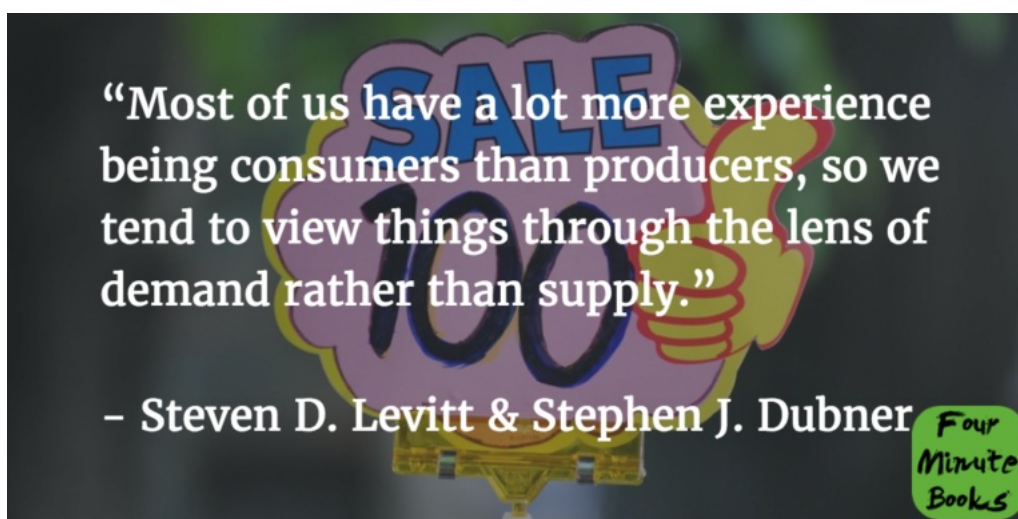 SALE
100
“Most of us have a lot more experience
being consumers than producers, so we
tend to view things through the lens of
demand rather than supply.”
– Steven D. Levitt & Stephen J. Dubner
Four
Minute
Books